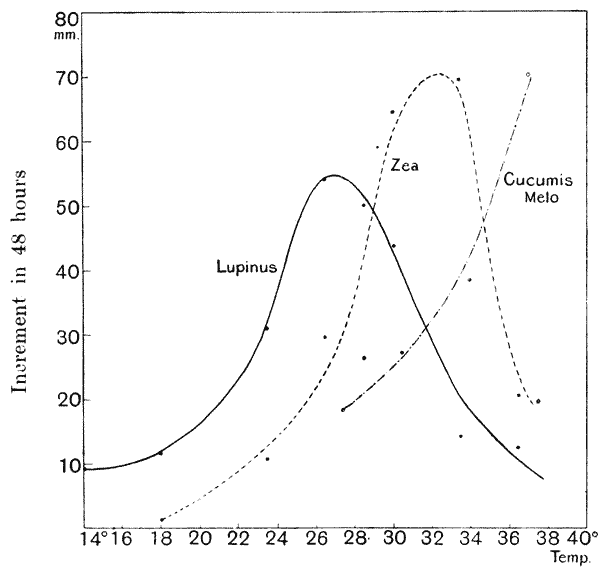 80
mm.
70
60
50
40
30
20
10
Increment in 48 hours
Lupinus
Zea
Cucumis
Melo
14° 16 18 20 22 24 26 28 30 32 34 36 38 40°
Temp.